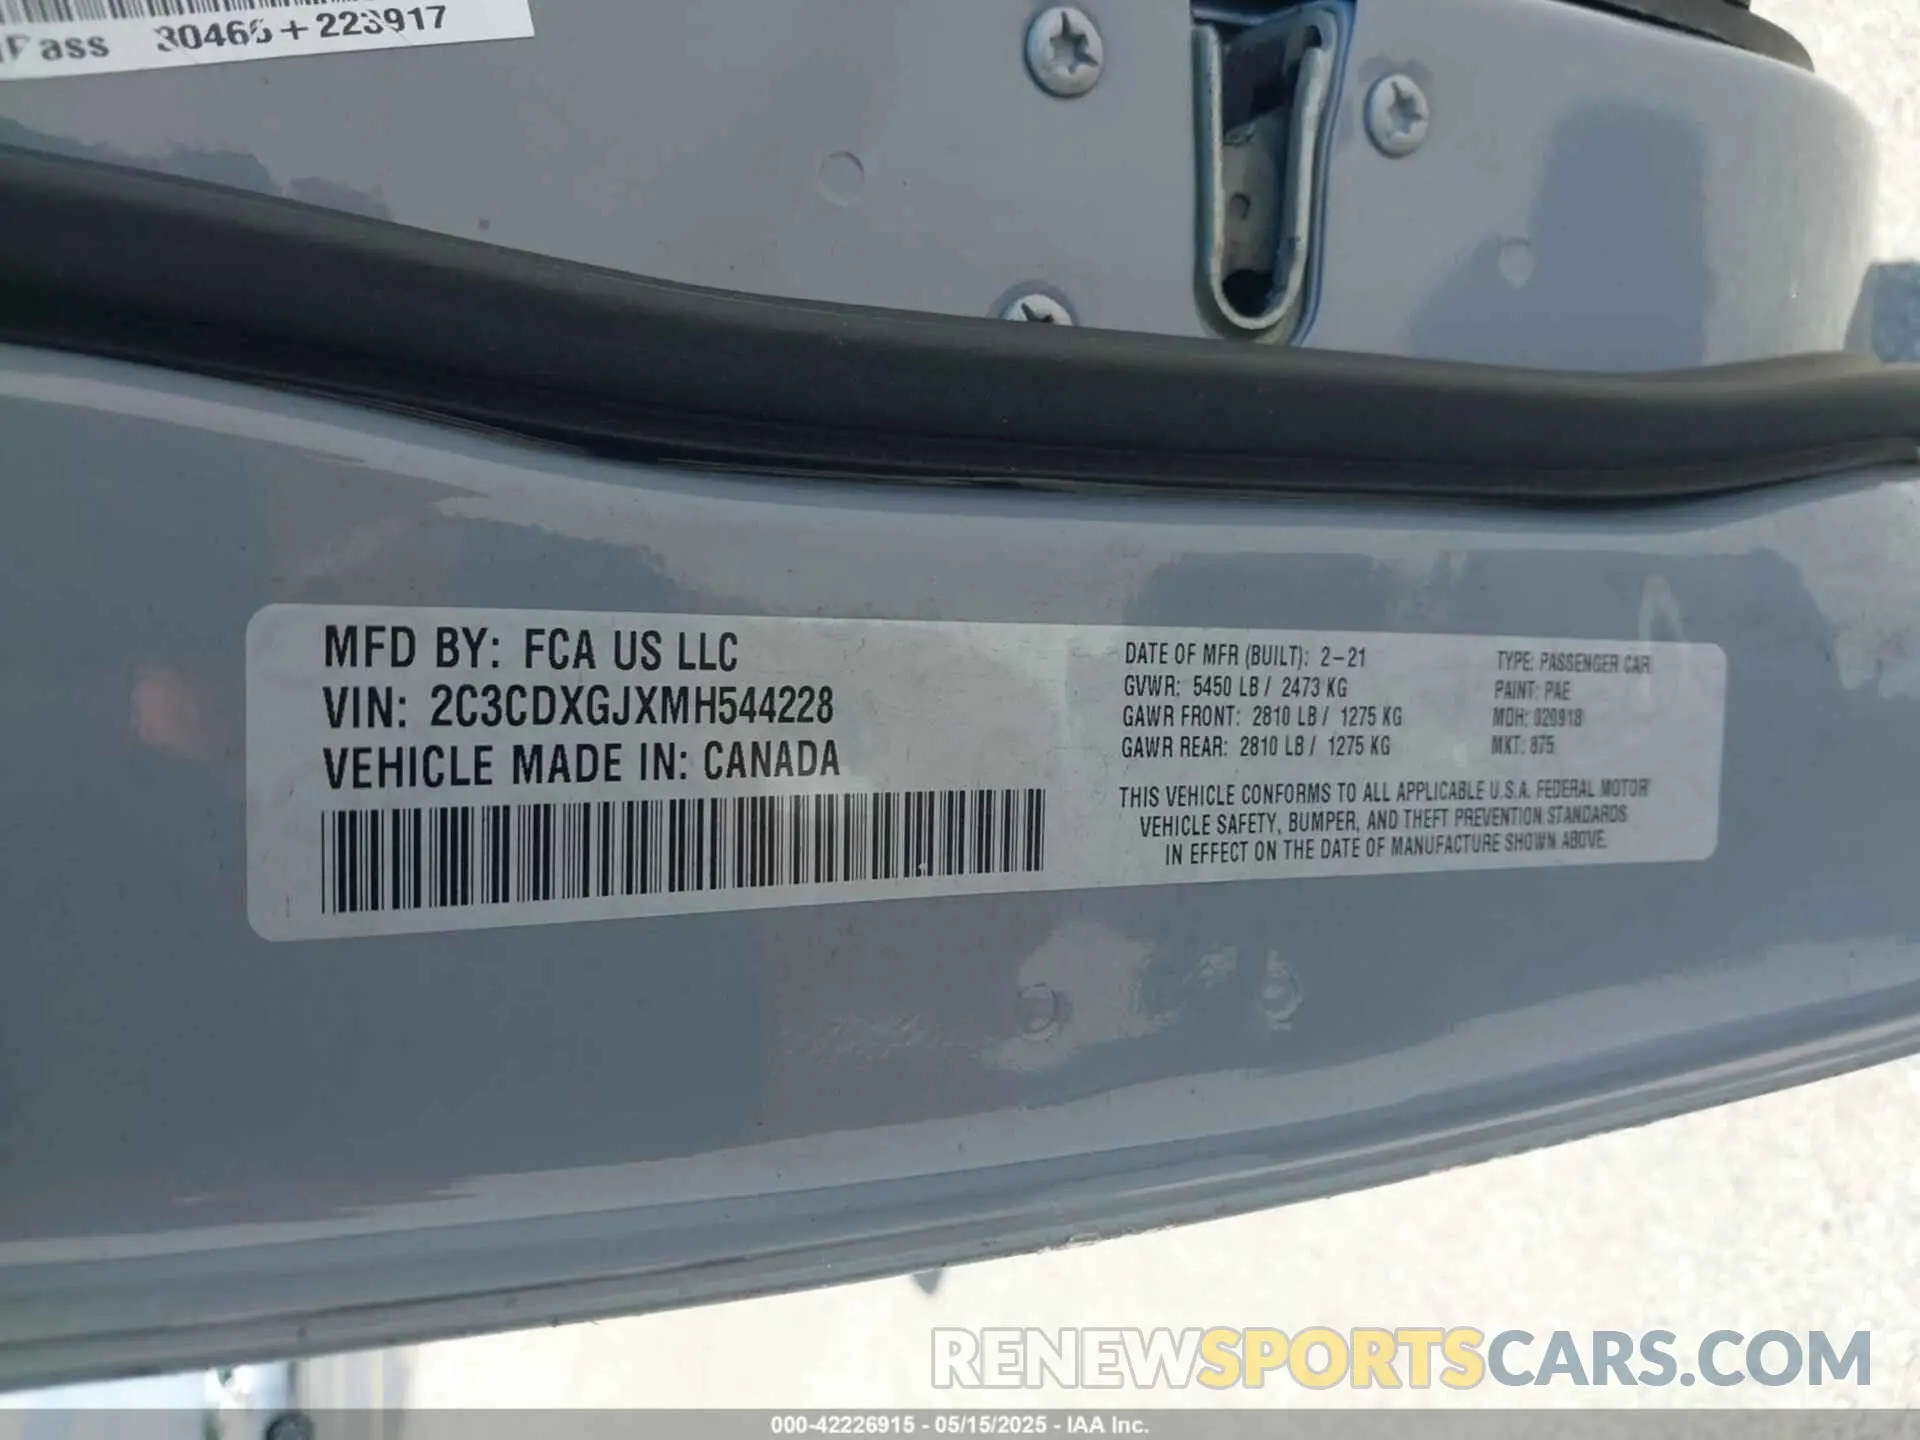 Pass 30466+223917
MFD BY: FCA US LLC
VIN: 2C3CDXGJXMH544228
VEHICLE MADE IN: CANADA
DATE OF MFR (BUILT): 2-21
GVWR: 5450 LB / 2473 KG
GAWR FRONT: 2810 LB / 1275 KG
GAWR REAR: 2810 LB / 1275 KG
TYPE: PASSENGER CAR
PAINT: PAE
MDH: 020918
MKT: 875
THIS VEHICLE CONFORMS TO ALL APPLICABLE U.S.A. FEDERAL MOTOR
VEHICLE SAFETY, BUMPER, AND THEFT PREVENTION STANDARDS
IN EFFECT ON THE DATE OF MANUFACTURE SHOWN ABOVE.
RENEWSPORTSCARS.COM
000-42226915 - 05/15/2025 - IAA Inc.